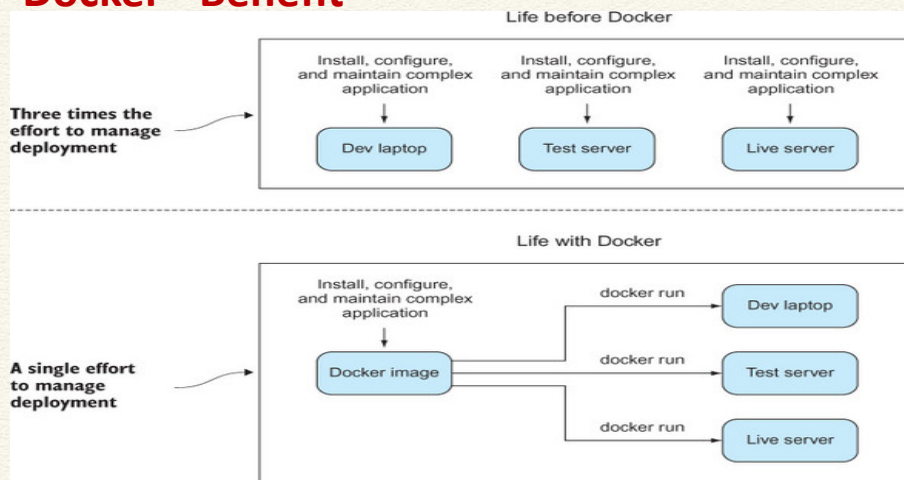 Docker - Benefit
Life before Docker
Install, configure,
and maintain complex
application
Install, configure,
and maintain complex
application
Install, configure,
and maintain complex
application
Three times the
effort to manage
deployment
Dev laptop
Test server
Live server
Life with Docker
Install, configure,
and maintain complex
application
docker run
Dev laptop
A single effort
to manage
deployment
Docker image
docker run
Test server
docker run
Live server